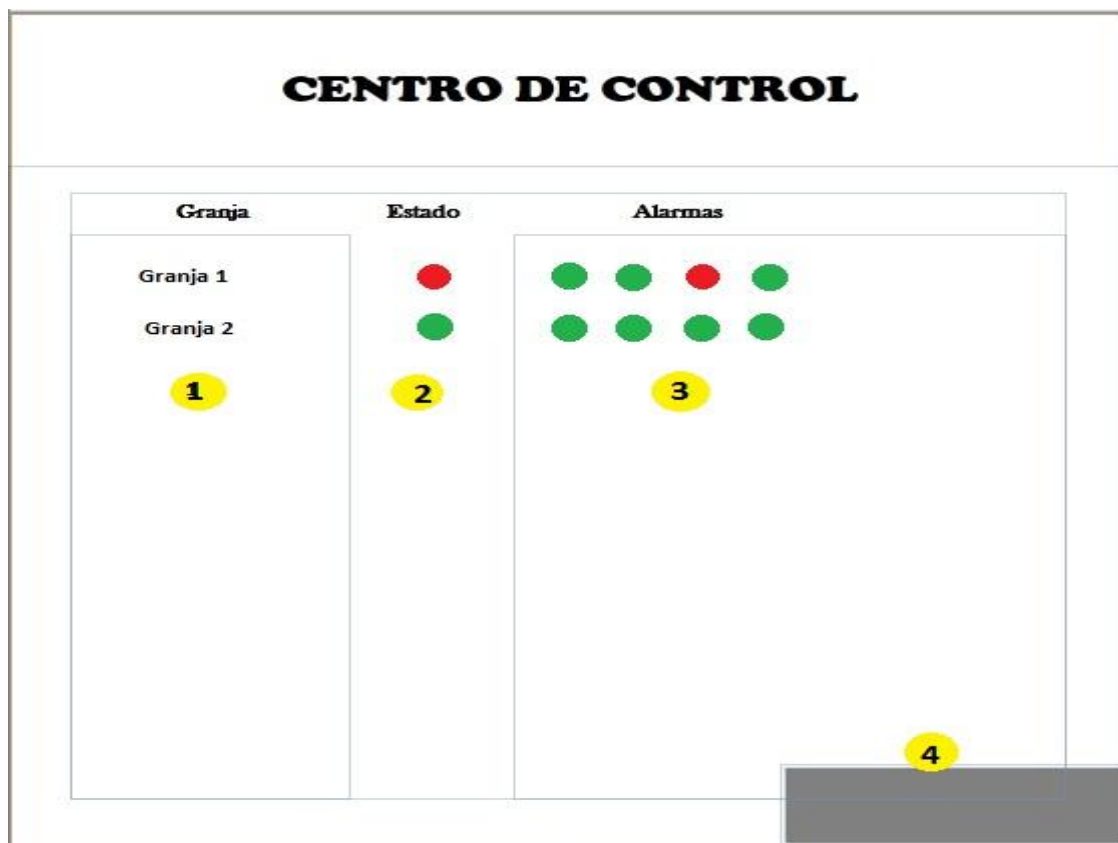 CENTRO DE CONTROL
Granja Estado Alarmas
Granja 1
Granja 2
1 2 3
4